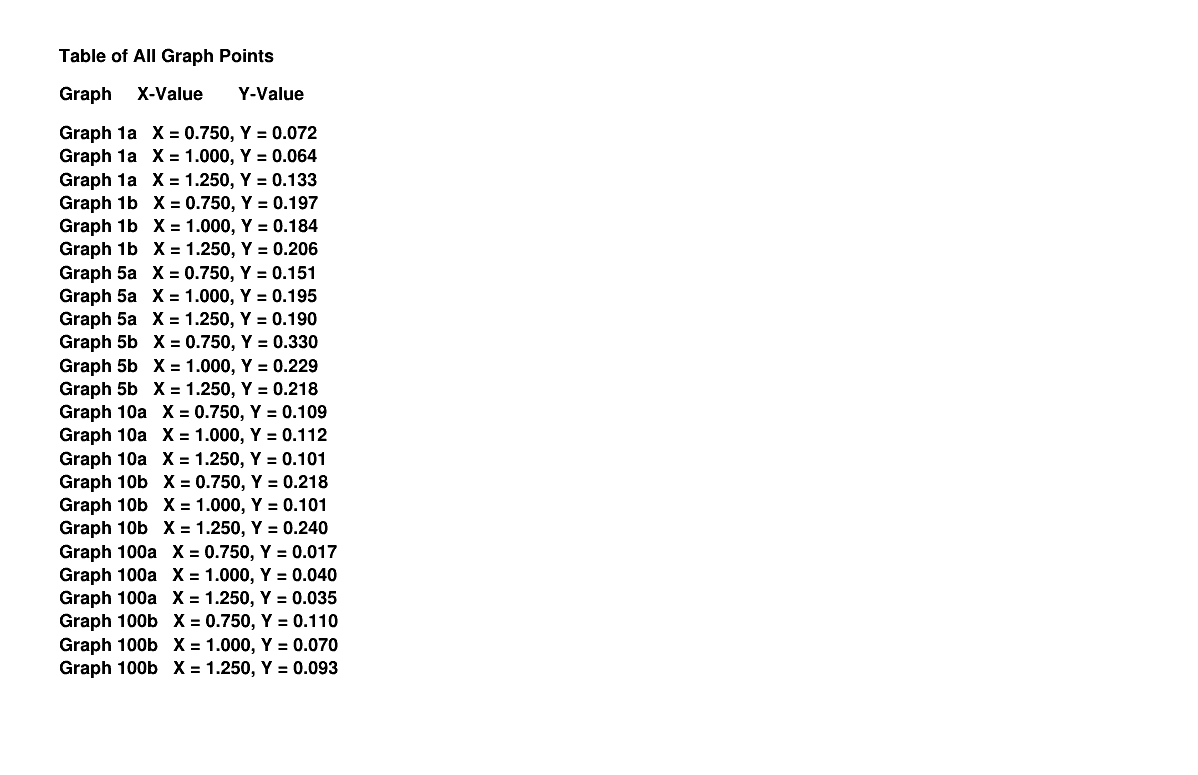 Table of All Graph Points
Graph X-Value Y-Value
Graph 1a X = 0.750, Y = 0.072
Graph 1a X = 1.000, Y = 0.064
Graph 1a X = 1.250, Y = 0.133
Graph 1b X = 0.750, Y = 0.197
Graph 1b X = 1.000, Y = 0.184
Graph 1b X = 1.250, Y = 0.206
Graph 5a X = 0.750, Y = 0.151
Graph 5a X = 1.000, Y = 0.195
Graph 5a X = 1.250, Y = 0.190
Graph 5b X = 0.750, Y = 0.330
Graph 5b X = 1.000, Y = 0.229
Graph 5b X = 1.250, Y = 0.218
Graph 10a X = 0.750, Y = 0.109
Graph 10a X = 1.000, Y = 0.112
Graph 10a X = 1.250, Y = 0.101
Graph 10b X = 0.750, Y = 0.218
Graph 10b X = 1.000, Y = 0.101
Graph 10b X = 1.250, Y = 0.240
Graph 100a X = 0.750, Y = 0.017
Graph 100a X = 1.000, Y = 0.040
Graph 100a X = 1.250, Y = 0.035
Graph 100b X = 0.750, Y = 0.110
Graph 100b X = 1.000, Y = 0.070
Graph 100b X = 1.250, Y = 0.093